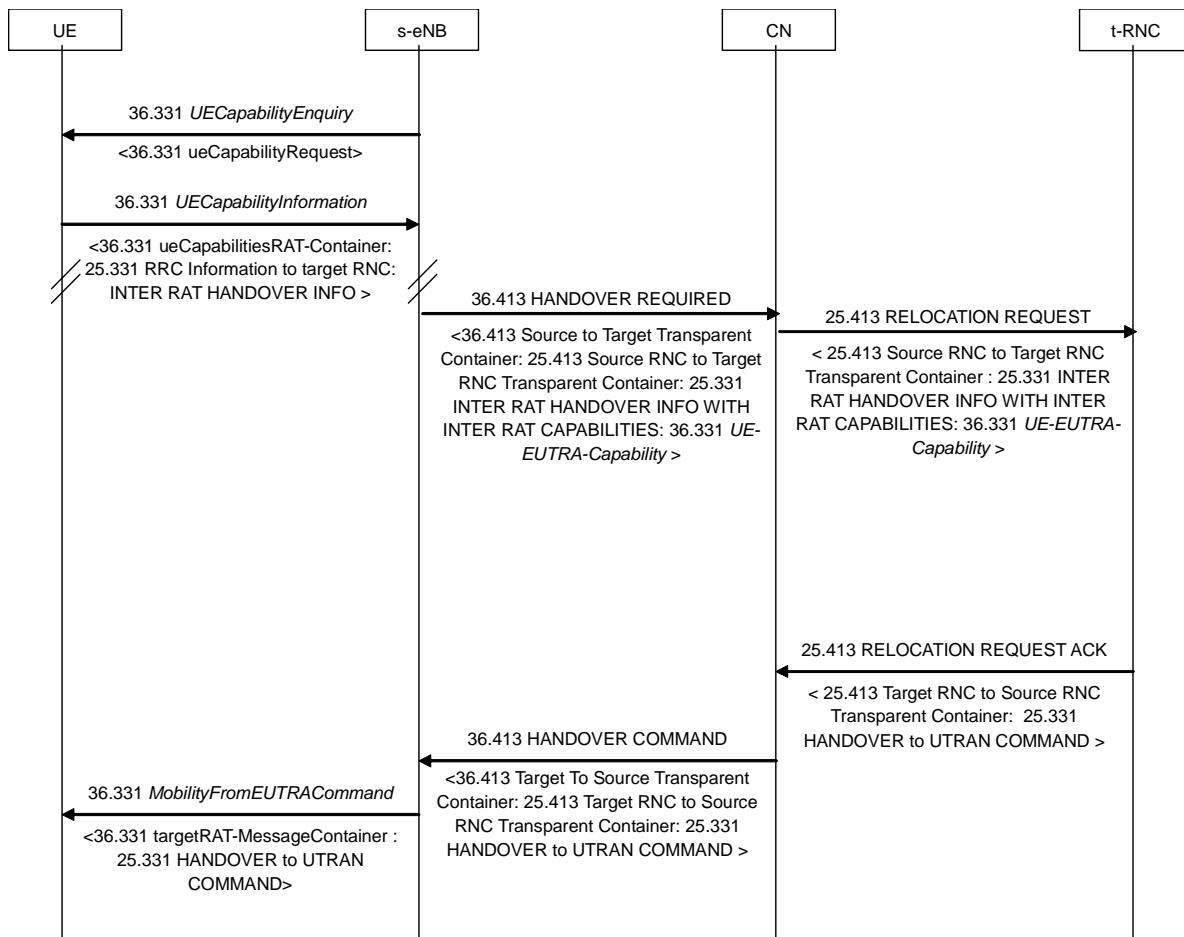 UE
s-eNB
CN
t-RNC
36.331 UECapabilityEnquiry
<36.331 ueCapabilityRequest>
36.331 UECapabilityInformation
<36.331 ueCapabilitiesRAT-Container:
25.331 RRC Information to target RNC:
INTER RAT HANDOVER INFO >
36.413 HANDOVER REQUIRED
<36.413 Source to Target Transparent
Container: 25.413 Source RNC to Target
RNC Transparent Container: 25.331
INTER RAT HANDOVER INFO WITH
INTER RAT CAPABILITIES: 36.331 UE-
EUTRA-Capability >
25.413 RELOCATION REQUEST
< 25.413 Source RNC to Target RNC
Transparent Container : 25.331 INTER
RAT HANDOVER INFO WITH INTER
RAT CAPABILITIES: 36.331 UE-EUTRA-
Capability >
25.413 RELOCATION REQUEST ACK
< 25.413 Target RNC to Source RNC
Transparent Container: 25.331
HANDOVER to UTRAN COMMAND >
36.413 HANDOVER COMMAND
<36.413 Target To Source Transparent
Container: 25.413 Target RNC to Source
RNC Transparent Container: 25.331
HANDOVER to UTRAN COMMAND >
36.331 MobilityFromEUTRACommand
<36.331 targetRAT-MessageContainer :
25.331 HANDOVER to UTRAN
COMMAND>